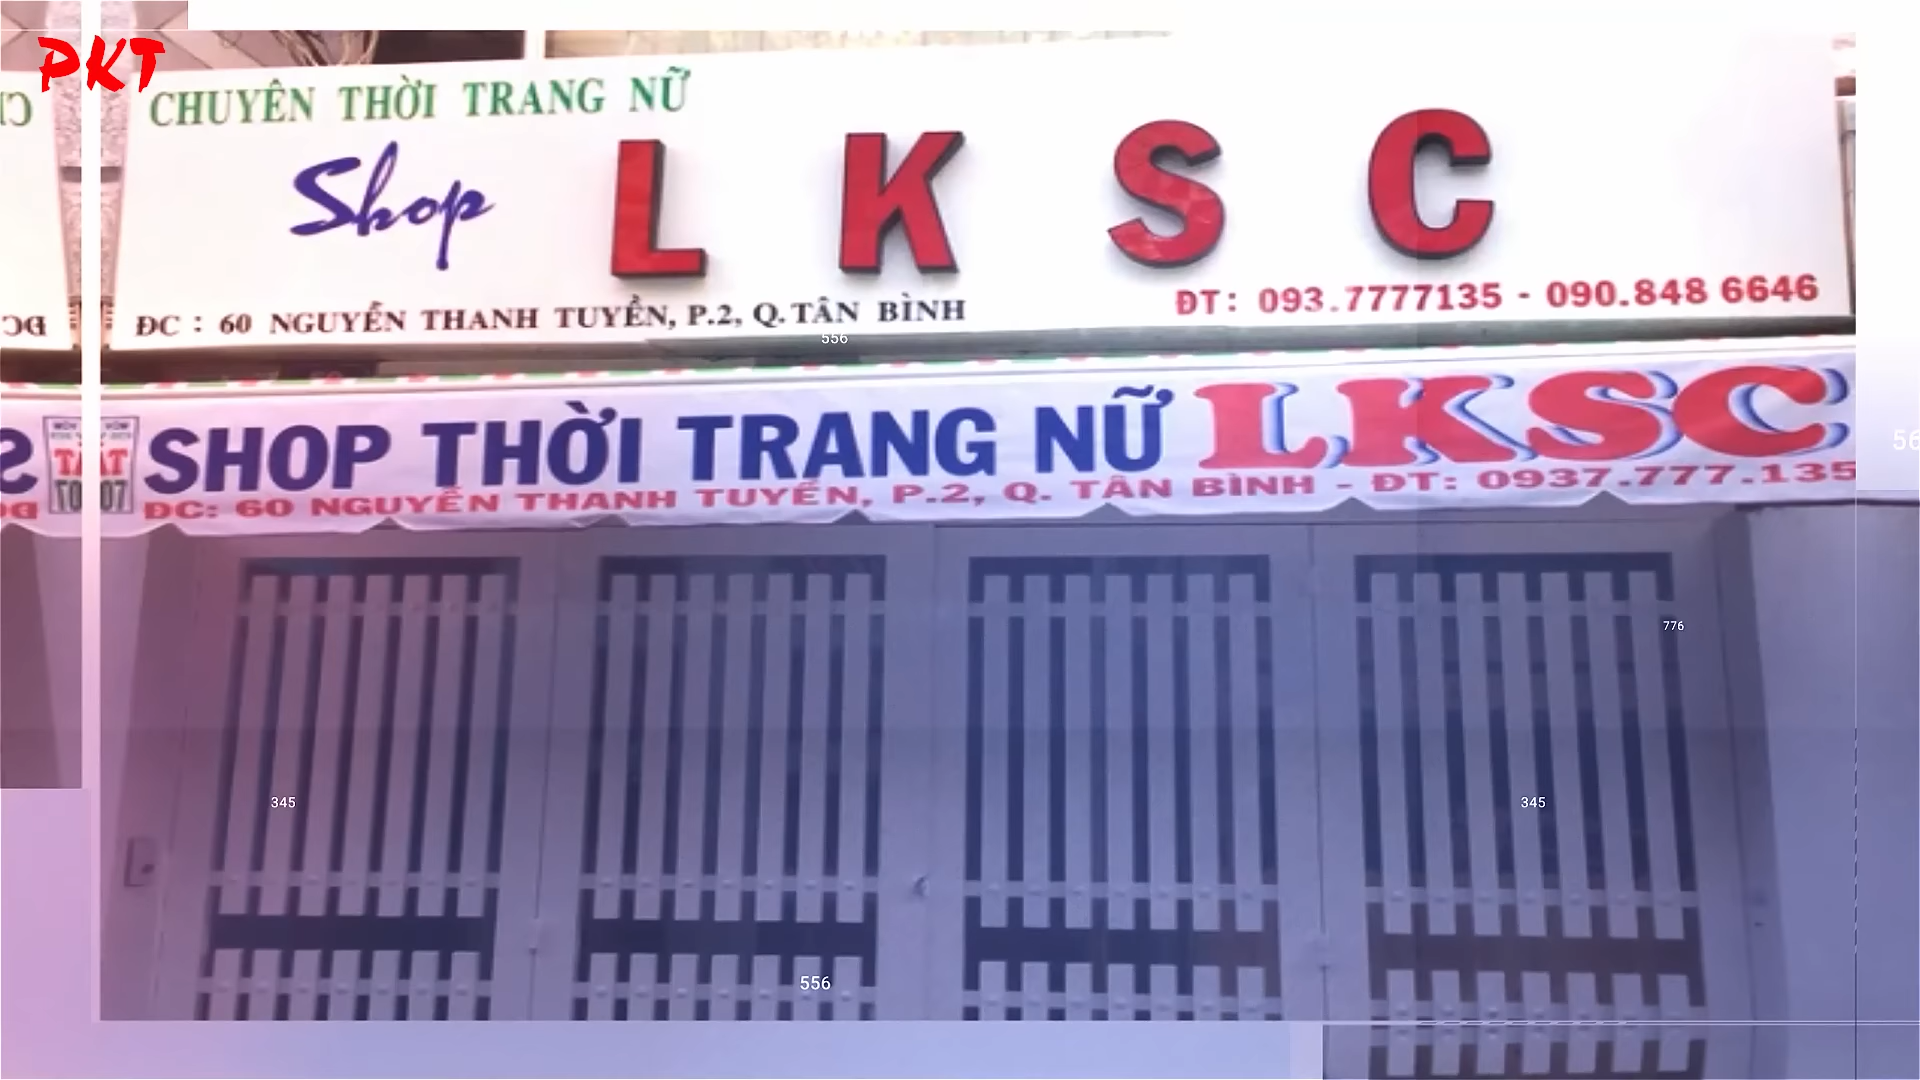 PKT
CHUYÊN THỜI TRANG NỮ
Shop L K S C
ĐC : 60 NGUYỄN THANH TUYỀN, P.2, Q.TÂN BÌNH
ĐT: 093.7777135 - 090.848 6646
556
SHOP THỜI TRANG NỮ LKSC
ĐC: 60 NGUYỄN THANH TUYỀN, P.2, Q. TÂN BÌNH - ĐT: 0937.777.135
56
776
345
345
556